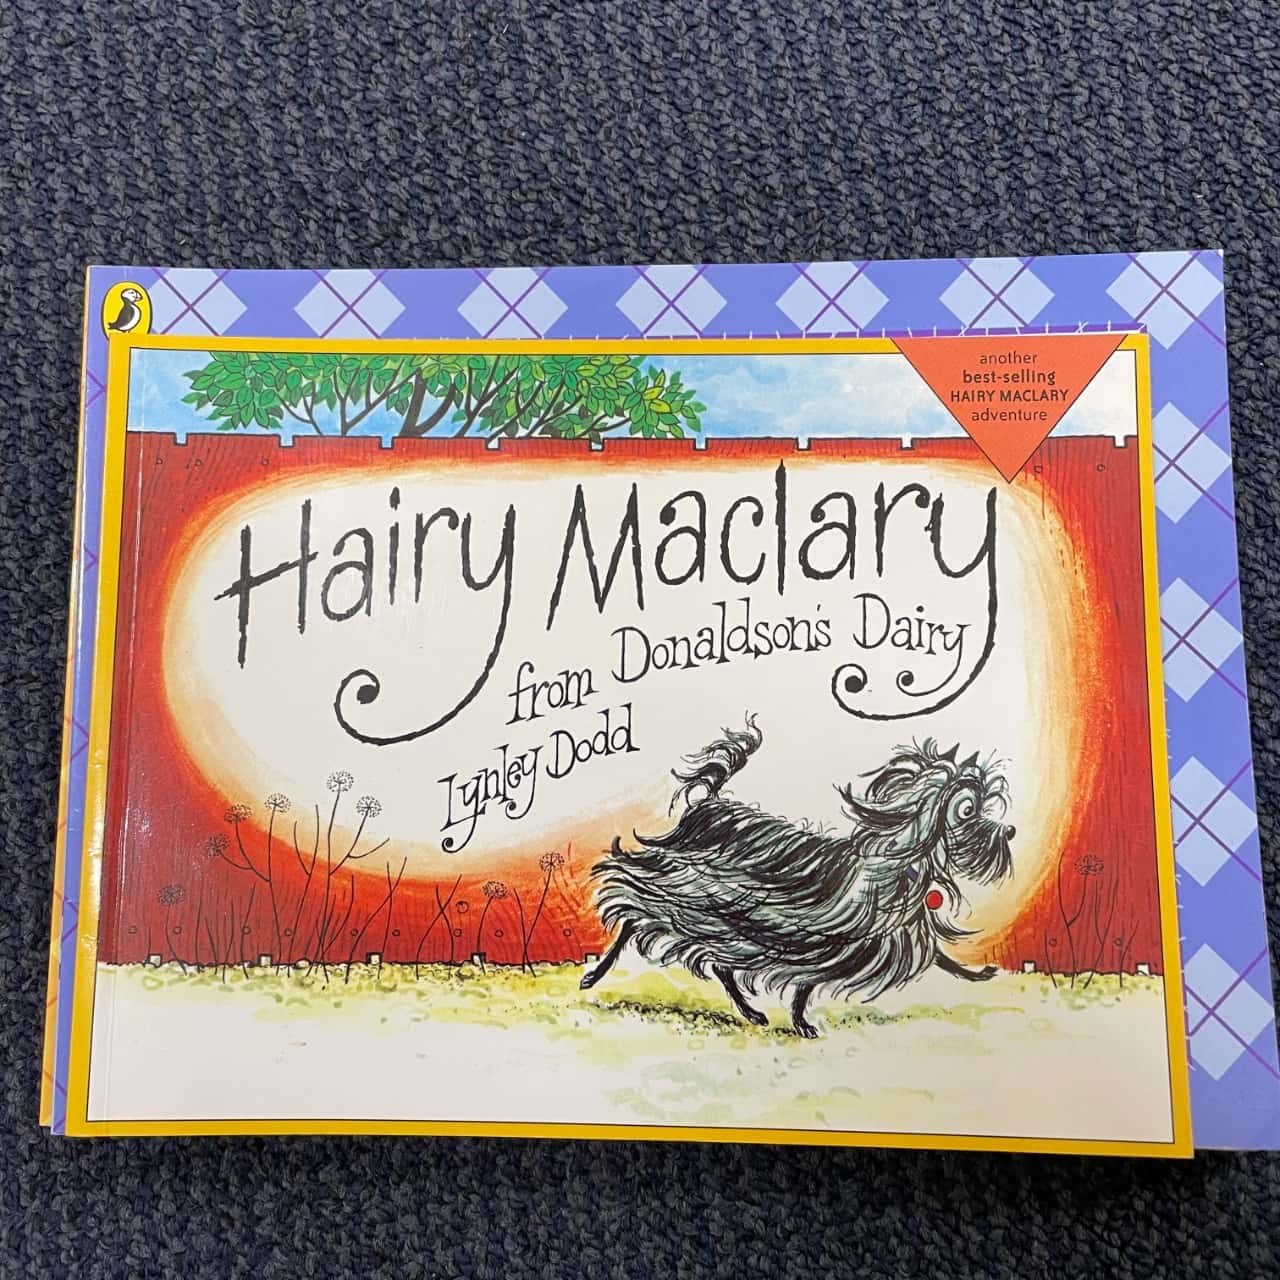 another
best-selling
HAIRY MACLARY
adventure
Hairy Maclary
from Donaldson's Dairy
Lynley Dodd